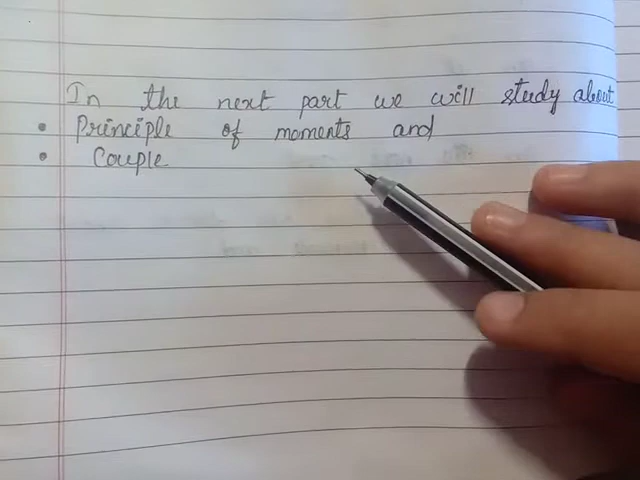 In the next part we will study about
• Principle of moments and
• Couple